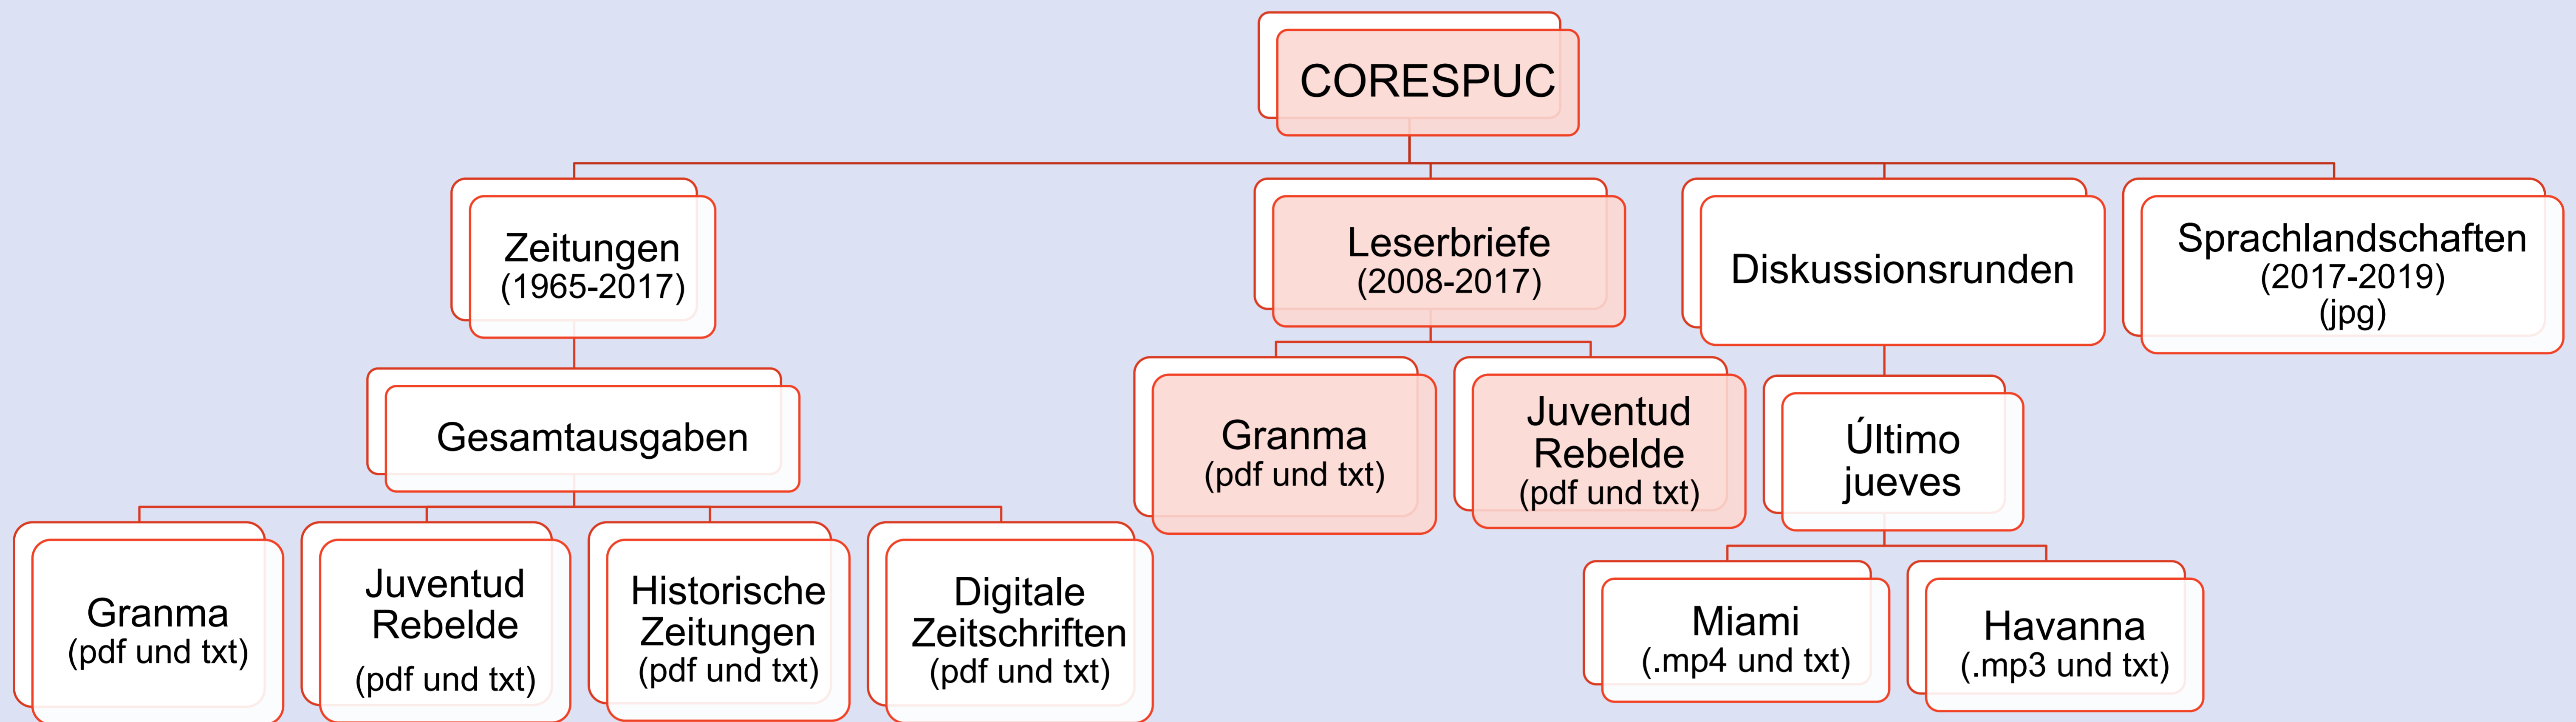 CORESPUC
Zeitungen
(1965-2017)
Leserbriefe
(2008-2017)
Diskussionsrunden
Sprachlandschaften
(2017-2019)
(jpg)
Gesamtausgaben
Granma
(pdf und txt)
Juventud
Rebelde
(pdf und txt)
Último
jueves
Granma
(pdf und txt)
Juventud
Rebelde
(pdf und txt)
Historische
Zeitungen
(pdf und txt)
Digitale
Zeitschriften
(pdf und txt)
Miami
(.mp4 und txt)
Havanna
(.mp3 und txt)